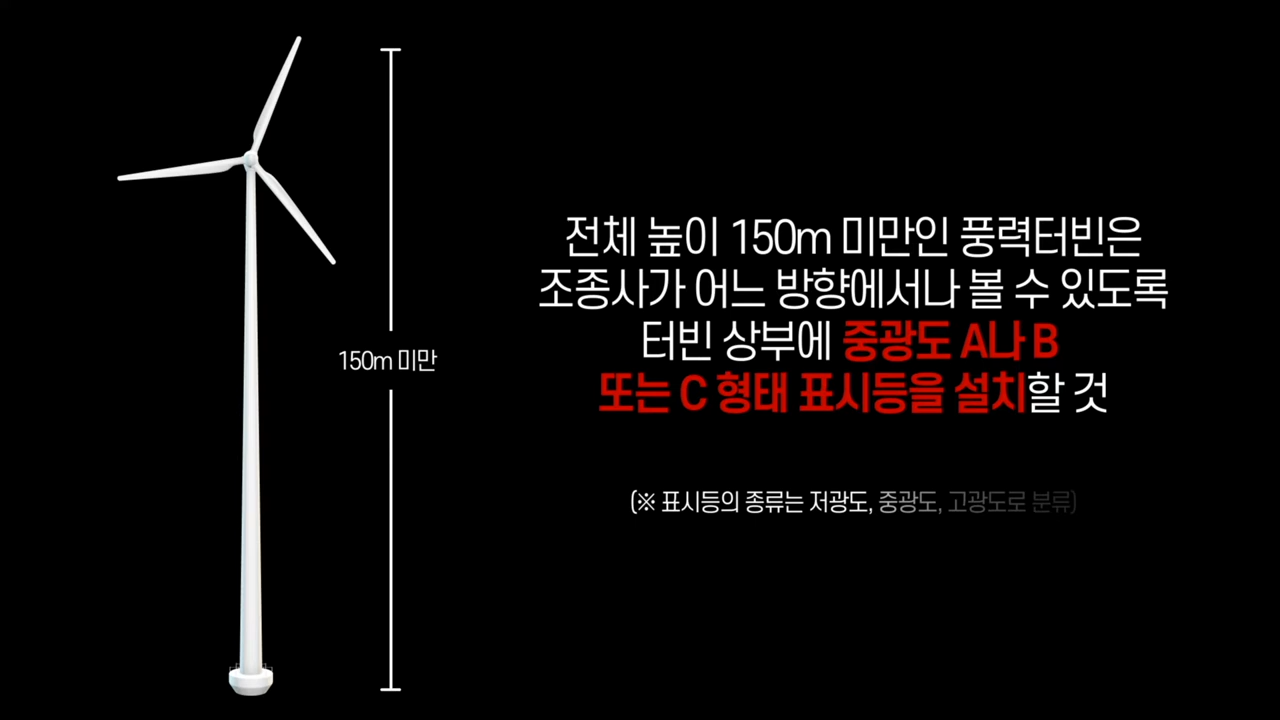 150m 미만
전체 높이 150m 미만인 풍력터빈은
조종사가 어느 방향에서나 볼 수 있도록
터빈 상부에 중광도 A나 B
또는 C 형태 표시등을 설치할 것
(※ 표시등의 종류는 저광도, 중광도, 고광도로 분류)